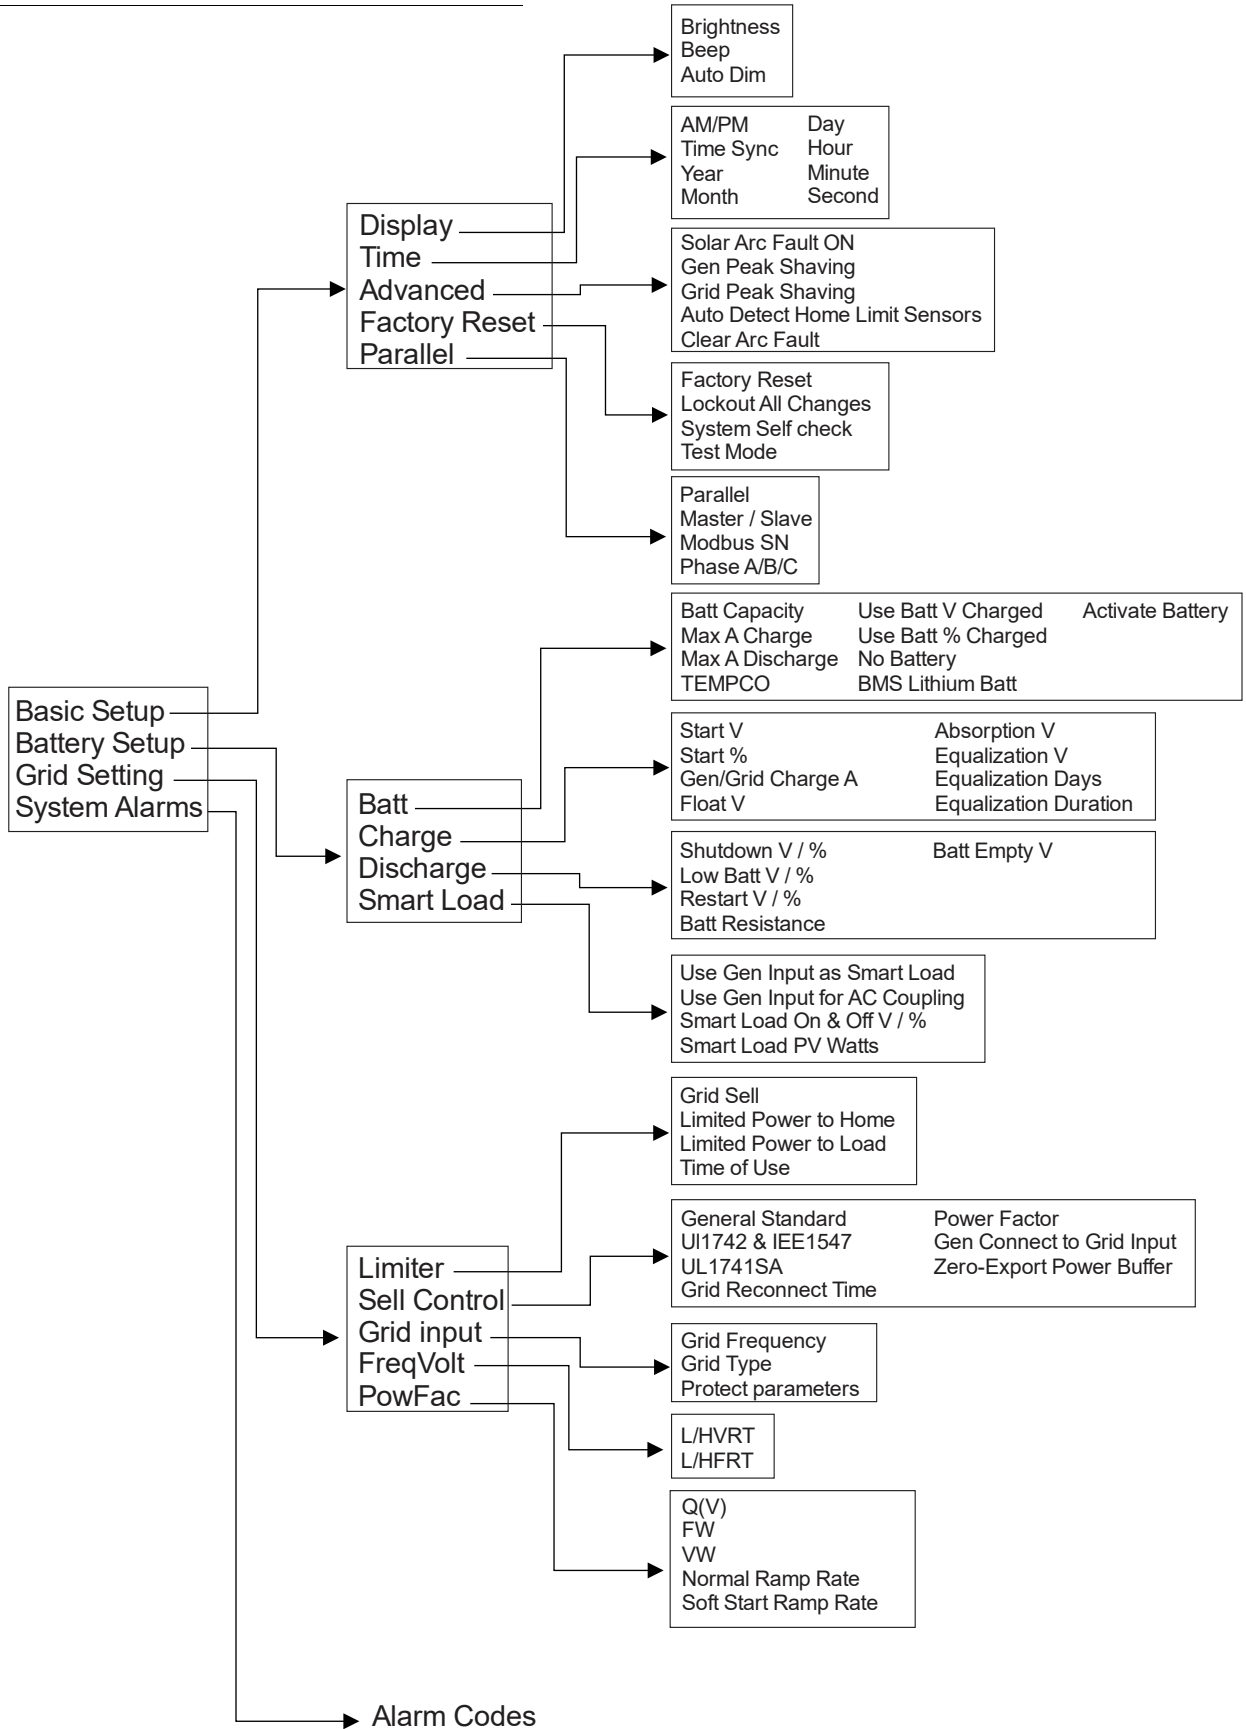 Brightness
Beep
Auto Dim
AM/PM Day
Time Sync Hour
Year Minute
Month Second
Display
Time
Advanced
Factory Reset
Parallel
Solar Arc Fault ON
Gen Peak Shaving
Grid Peak Shaving
Auto Detect Home Limit Sensors
Clear Arc Fault
Factory Reset
Lockout All Changes
System Self check
Test Mode
Parallel
Master / Slave
Modbus SN
Phase A/B/C
Batt Capacity Use Batt V Charged Activate Battery
Max A Charge Use Batt % Charged
Max A Discharge No Battery
TEMPCO BMS Lithium Batt
Basic Setup
Battery Setup
Grid Setting
System Alarms
Start V Absorption V
Start % Equalization V
Gen/Grid Charge A Equalization Days
Float V Equalization Duration
Batt
Charge
Discharge
Smart Load
Shutdown V / % Batt Empty V
Low Batt V / %
Restart V / %
Batt Resistance
Use Gen Input as Smart Load
Use Gen Input for AC Coupling
Smart Load On & Off V / %
Smart Load PV Watts
Grid Sell
Limited Power to Home
Limited Power to Load
Time of Use
General Standard Power Factor
Ul1742 & IEE1547 Gen Connect to Grid Input
UL1741SA Zero-Export Power Buffer
Grid Reconnect Time
Limiter
Sell Control
Grid input
FreqVolt
PowFac
Grid Frequency
Grid Type
Protect parameters
L/HVRT
L/HFRT
Q(V)
FW
VW
Normal Ramp Rate
Soft Start Ramp Rate
Alarm Codes